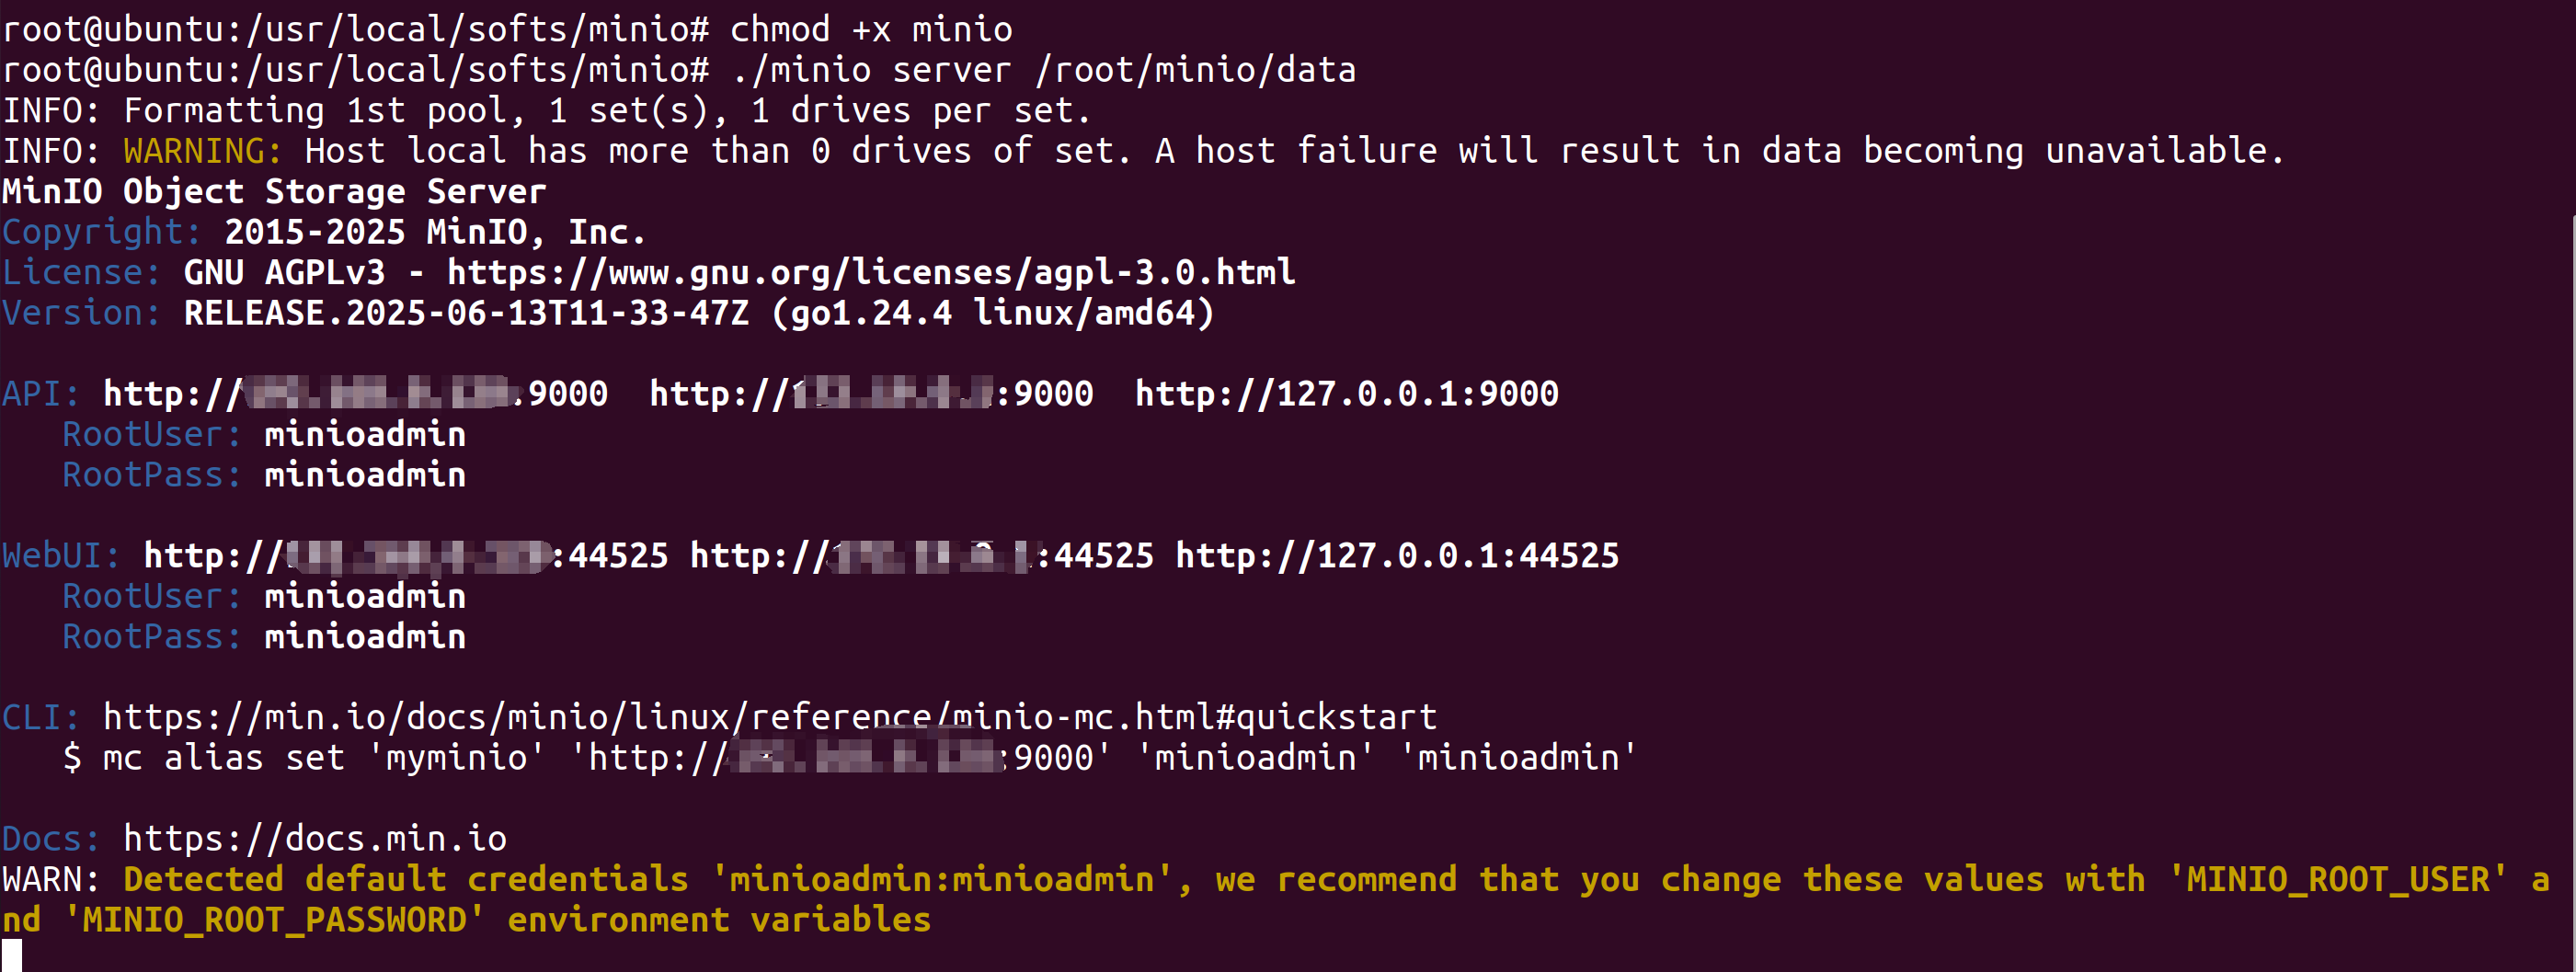 root@ubuntu:/usr/local/softs/minio# chmod +x minio
root@ubuntu:/usr/local/softs/minio# ./minio server /root/minio/data
INFO: Formatting 1st pool, 1 set(s), 1 drives per set.
INFO: WARNING: Host local has more than 0 drives of set. A host failure will result in data becoming unavailable.
MinIO Object Storage Server
Copyright: 2015-2025 MinIO, Inc.
License: GNU AGPLv3 - https://www.gnu.org/licenses/agpl-3.0.html
Version: RELEASE.2025-06-13T11-33-47Z (go1.24.4 linux/amd64)
API: http://:9000  http://:9000  http://127.0.0.1:9000
RootUser: minioadmin
RootPass: minioadmin
WebUI: http://:44525 http://:44525 http://127.0.0.1:44525
RootUser: minioadmin
RootPass: minioadmin
CLI: https://min.io/docs/minio/linux/reference/minio-mc.html#quickstart
$ mc alias set 'myminio' 'http://:9000' 'minioadmin' 'minioadmin'
Docs: https://docs.min.io
WARN: Detected default credentials 'minioadmin:minioadmin', we recommend that you change these values with 'MINIO_ROOT_USER' a
nd 'MINIO_ROOT_PASSWORD' environment variables